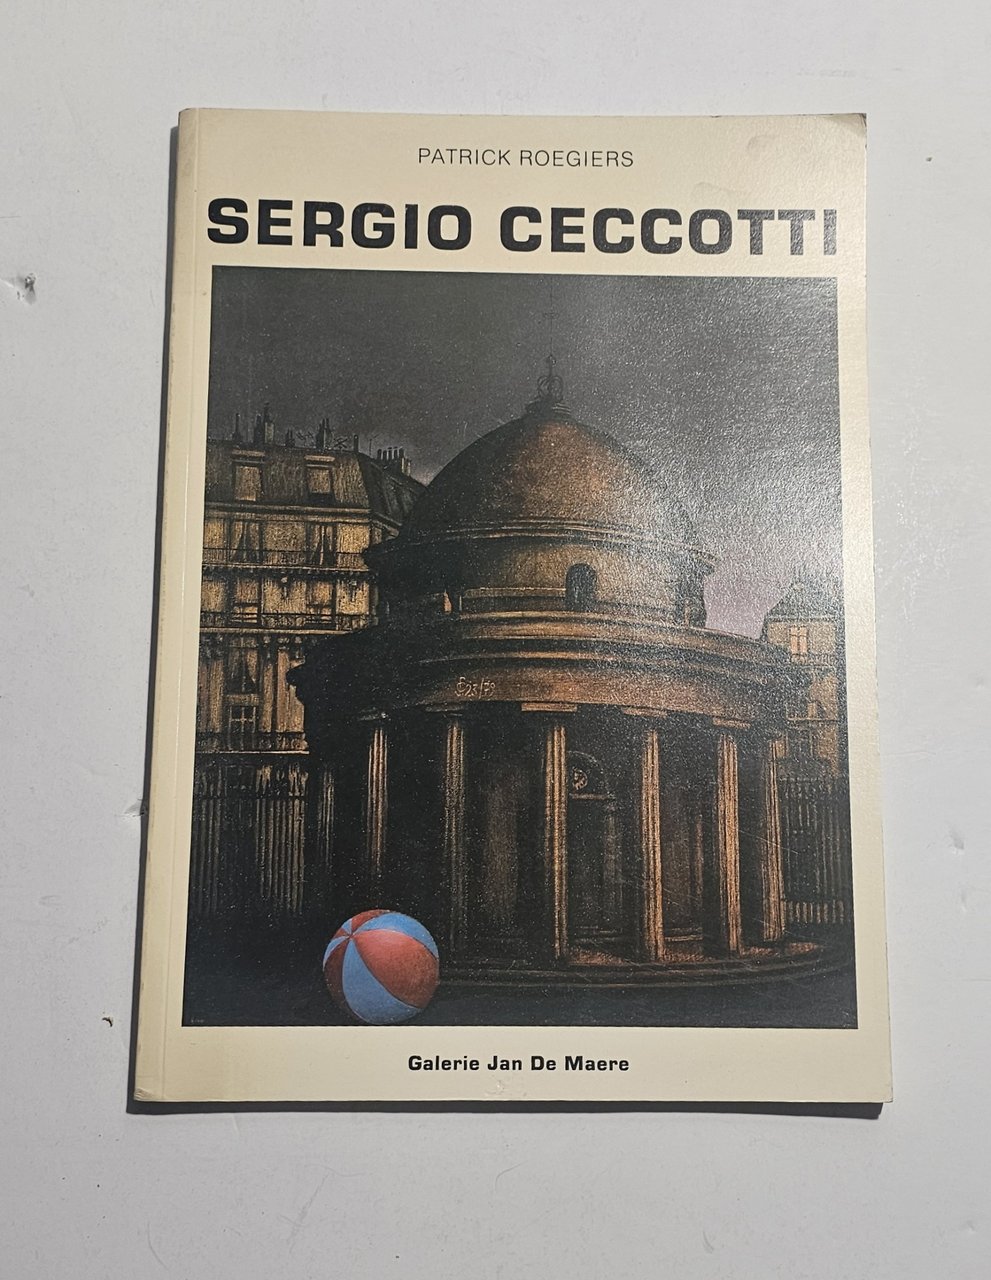 PATRICK ROEGIERS
SERGIO CECCOTTI
Galerie Jan De Maere